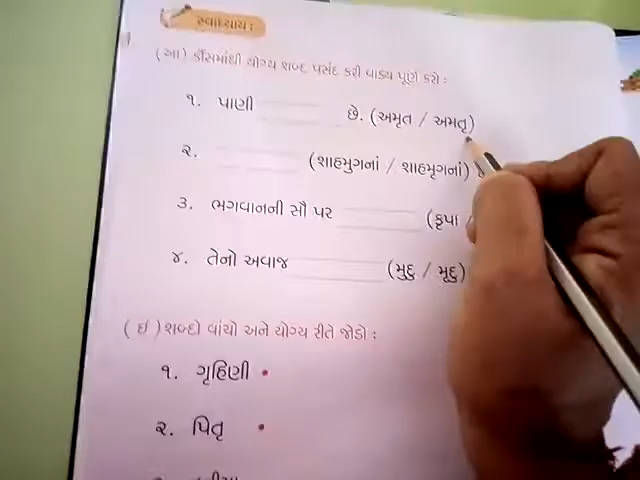 સ્વાધ્યાય :
(આ) કૌંસમાંથી યોગ્ય શબ્દ પસંદ કરી વાક્ય પૂર્ણ કરો :
૧. પાણી છે. (અમૃત / અમતૃ)
૨. (શાહમુગનાં / શાહમૃગનાં)
૩. ભગવાનની સૌ પર (કૃપા /
૪. તેનો અવાજ (મુદુ / મૃદુ)
(ઈ) શબ્દો વાંચો અને યોગ્ય રીતે જોડો :
૧. ગૃહિણી •
૨. પિતૃ •